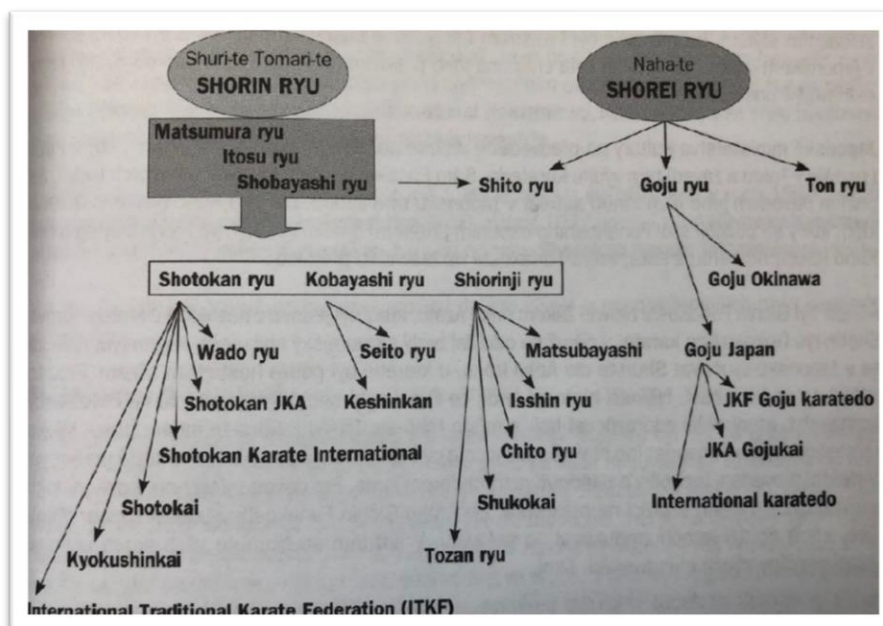 Shuri-te Tomari-te
SHORIN RYU
Naha-te
SHOREI RYU
Matsumura ryu
Itosu ryu
Shobayashi ryu
Shito ryu
Goju ryu
Ton ryu
Shotokan ryu
Kobayashi ryu
Shiorinji ryu
Goju Okinawa
Wado ryu
Seito ryu
Matsubayashi
Goju Japan
Shotokan JKA
Keshinkan
Isshin ryu
JKF Goju karatedo
Shotokan Karate International
Chito ryu
JKA Gojukai
Shotokai
Shukokai
International karatedo
Kyokushinkai
Tozan ryu
International Traditional Karate Federation (ITKF)